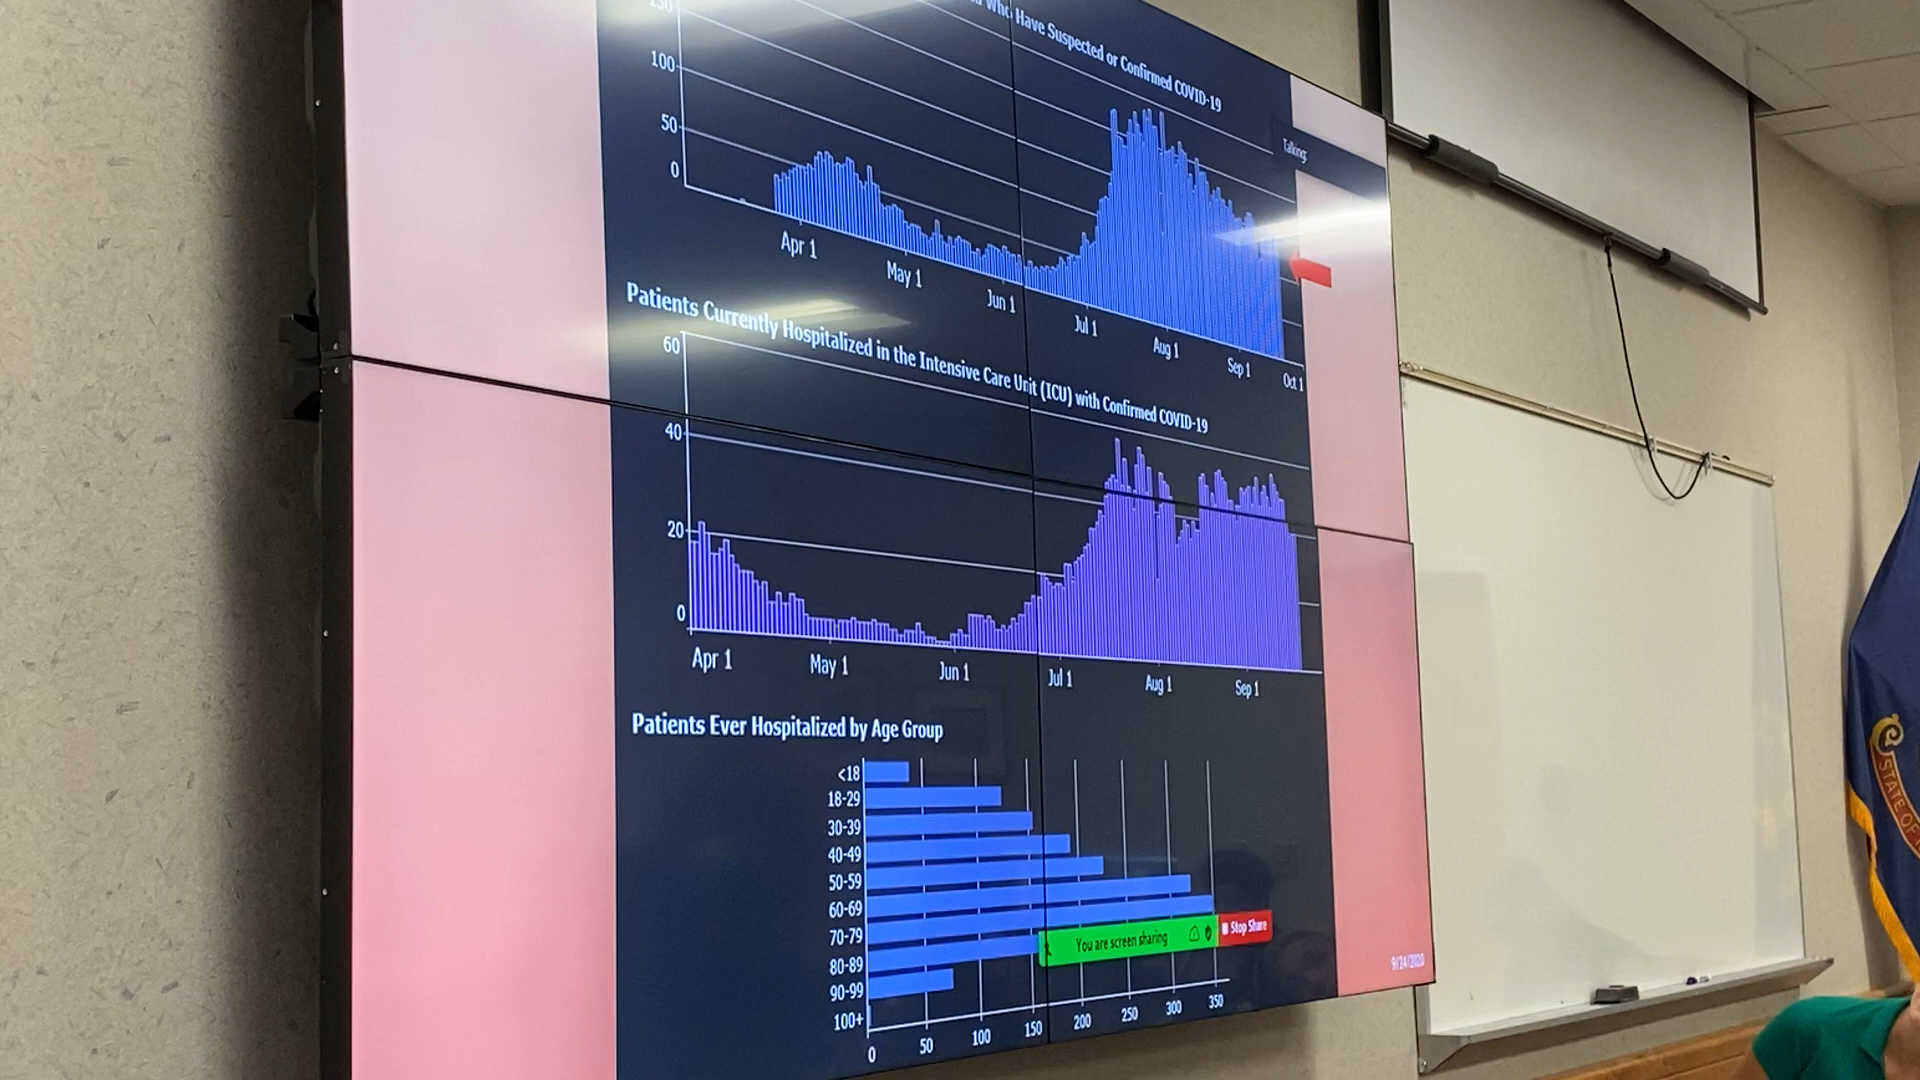 Who Have Suspected or Confirmed COVID-19
150
100
50
0
Talking:
Apr 1
May 1
Jun 1
Jul 1
Aug 1
Sep 1
Oct 1
Patients Currently Hospitalized in the Intensive Care Unit (ICU) with Confirmed COVID-19
60
40
20
0
Apr 1
May 1
Jun 1
Jul 1
Aug 1
Sep 1
Patients Ever Hospitalized by Age Group
<18
18-29
30-39
40-49
50-59
60-69
70-79
80-89
90-99
100+
0
50
100
150
200
250
300
350
You are screen sharing
Stop Share
9/24/2020
STATE OF